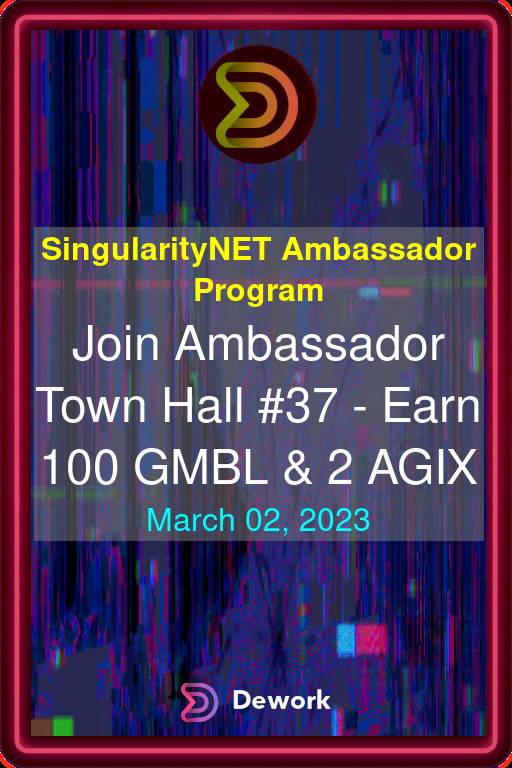 SingularityNET Ambassador
Program
Join Ambassador
Town Hall #37 - Earn
100 GMBL & 2 AGIX
March 02, 2023
Dework